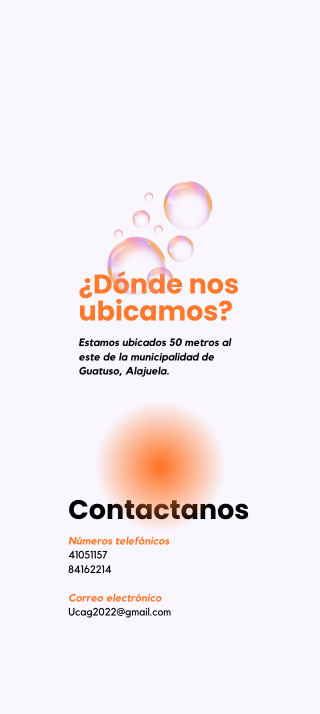 ¿Dónde nos
ubicamos?
Estamos ubicados 50 metros al
este de la municipalidad de
Guatuso, Alajuela.
Contactanos
Números telefónicos
41051157
84162214
Correo electrónico
Ucag2022@gmail.com